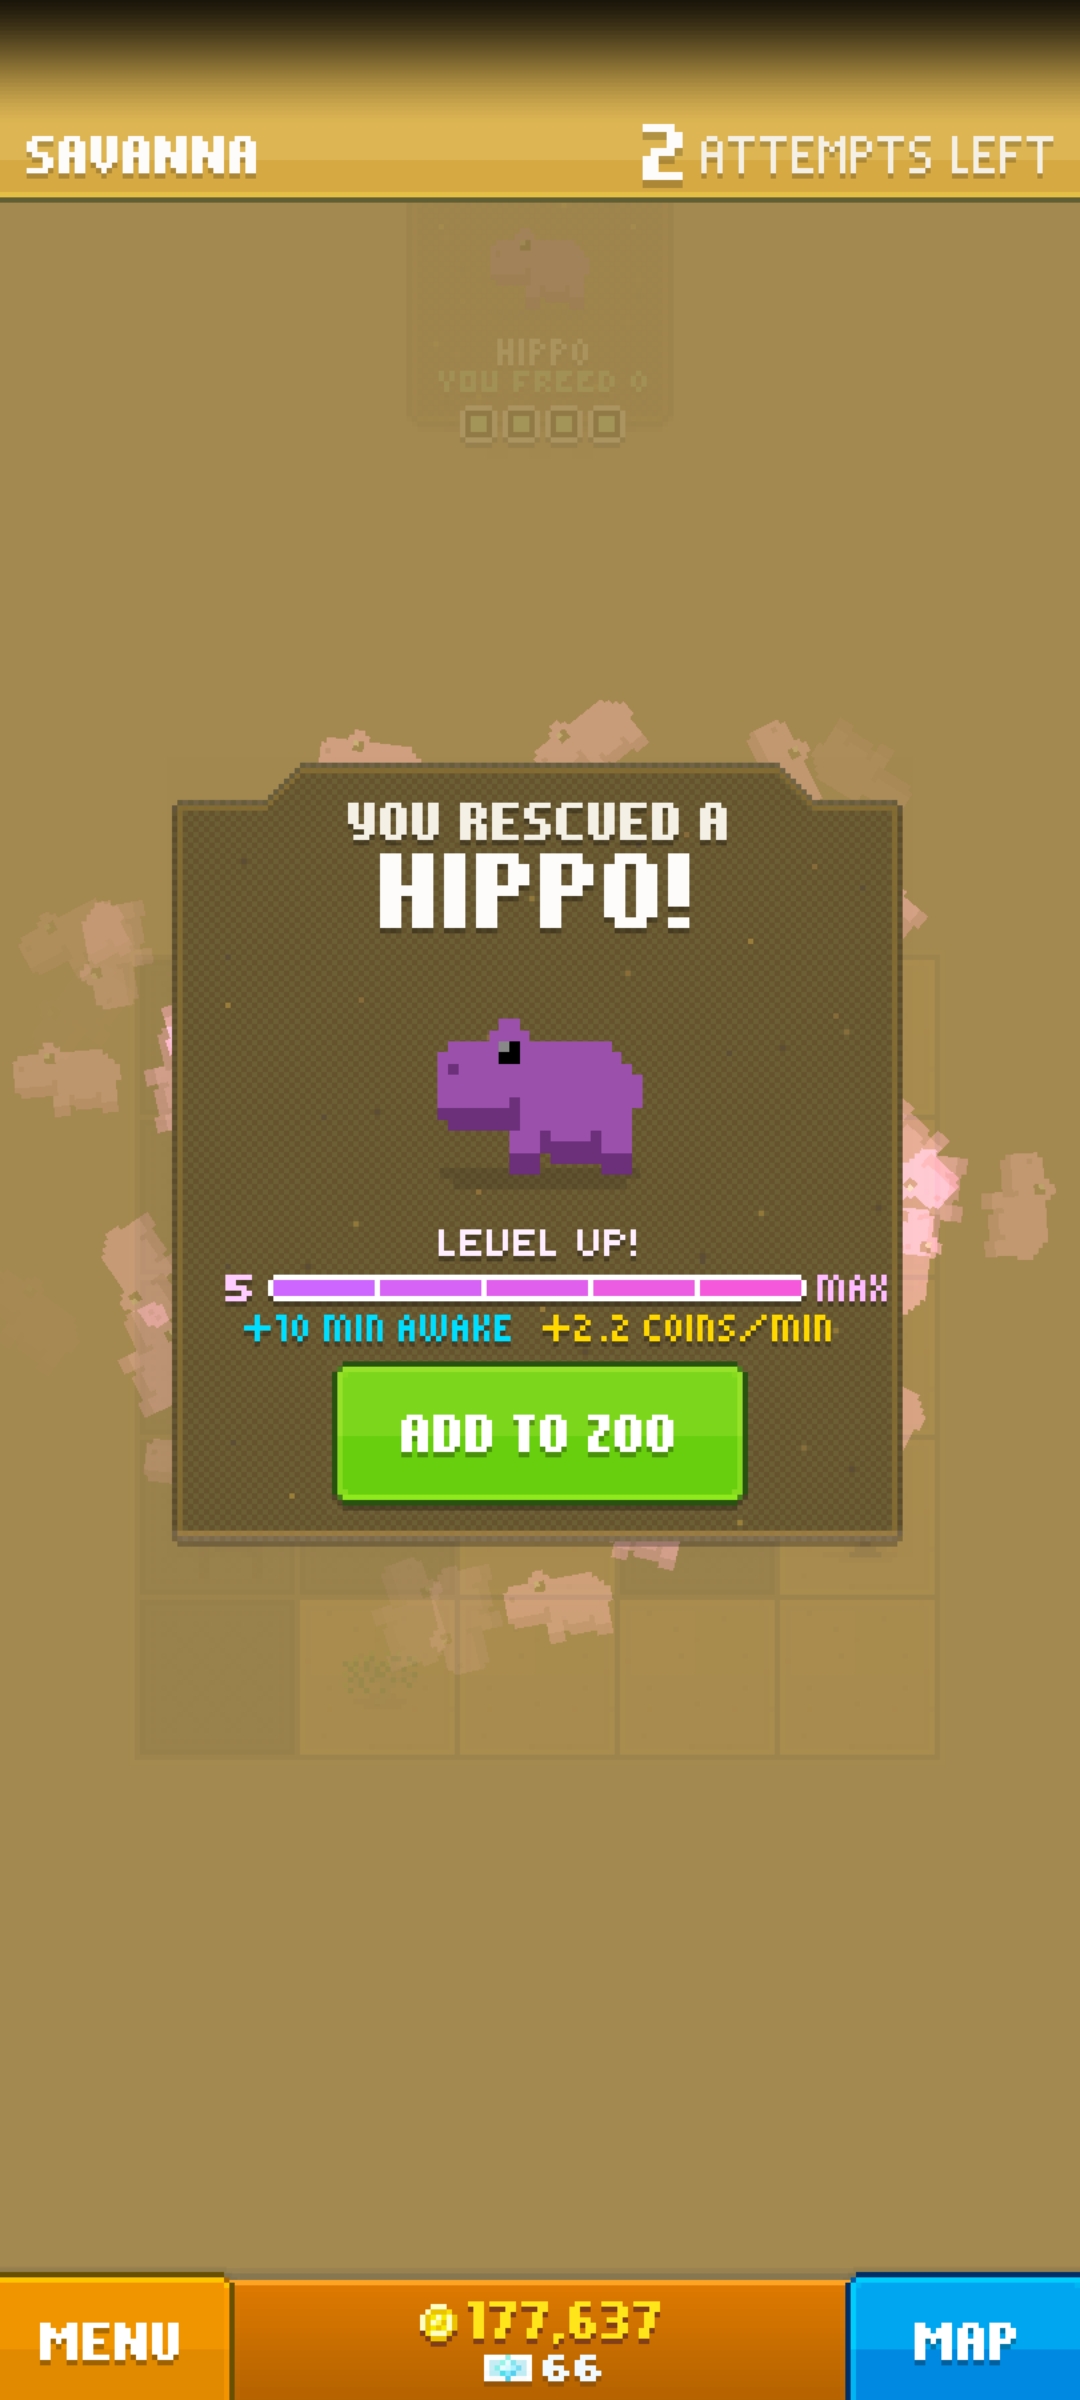 SAVANNA
2 ATTEMPTS LEFT
HIPPO
YOU FREED 0
YOU RESCUED A
HIPPO!
LEVEL UP!
5 MAX
+10 MIN AWAKE +2.2 COINS/MIN
ADD TO ZOO
MENU
177,637
66
MAP